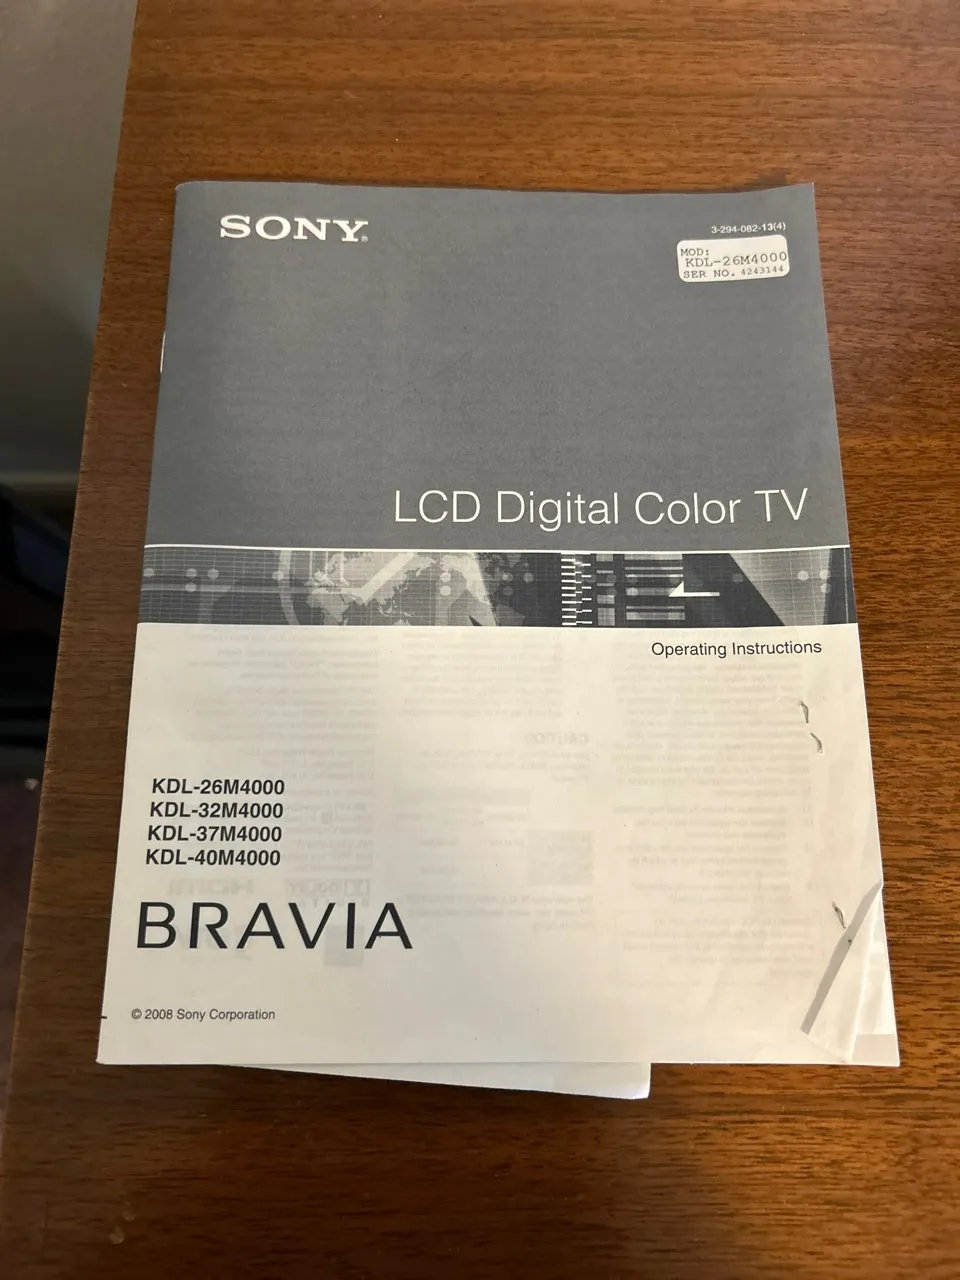 SONY®
3-294-082-13(4)
MOD:
KDL-26M4000
SER NO. 4243144
LCD Digital Color TV
Operating Instructions
KDL-26M4000
KDL-32M4000
KDL-37M4000
KDL-40M4000
BRAVIA
© 2008 Sony Corporation